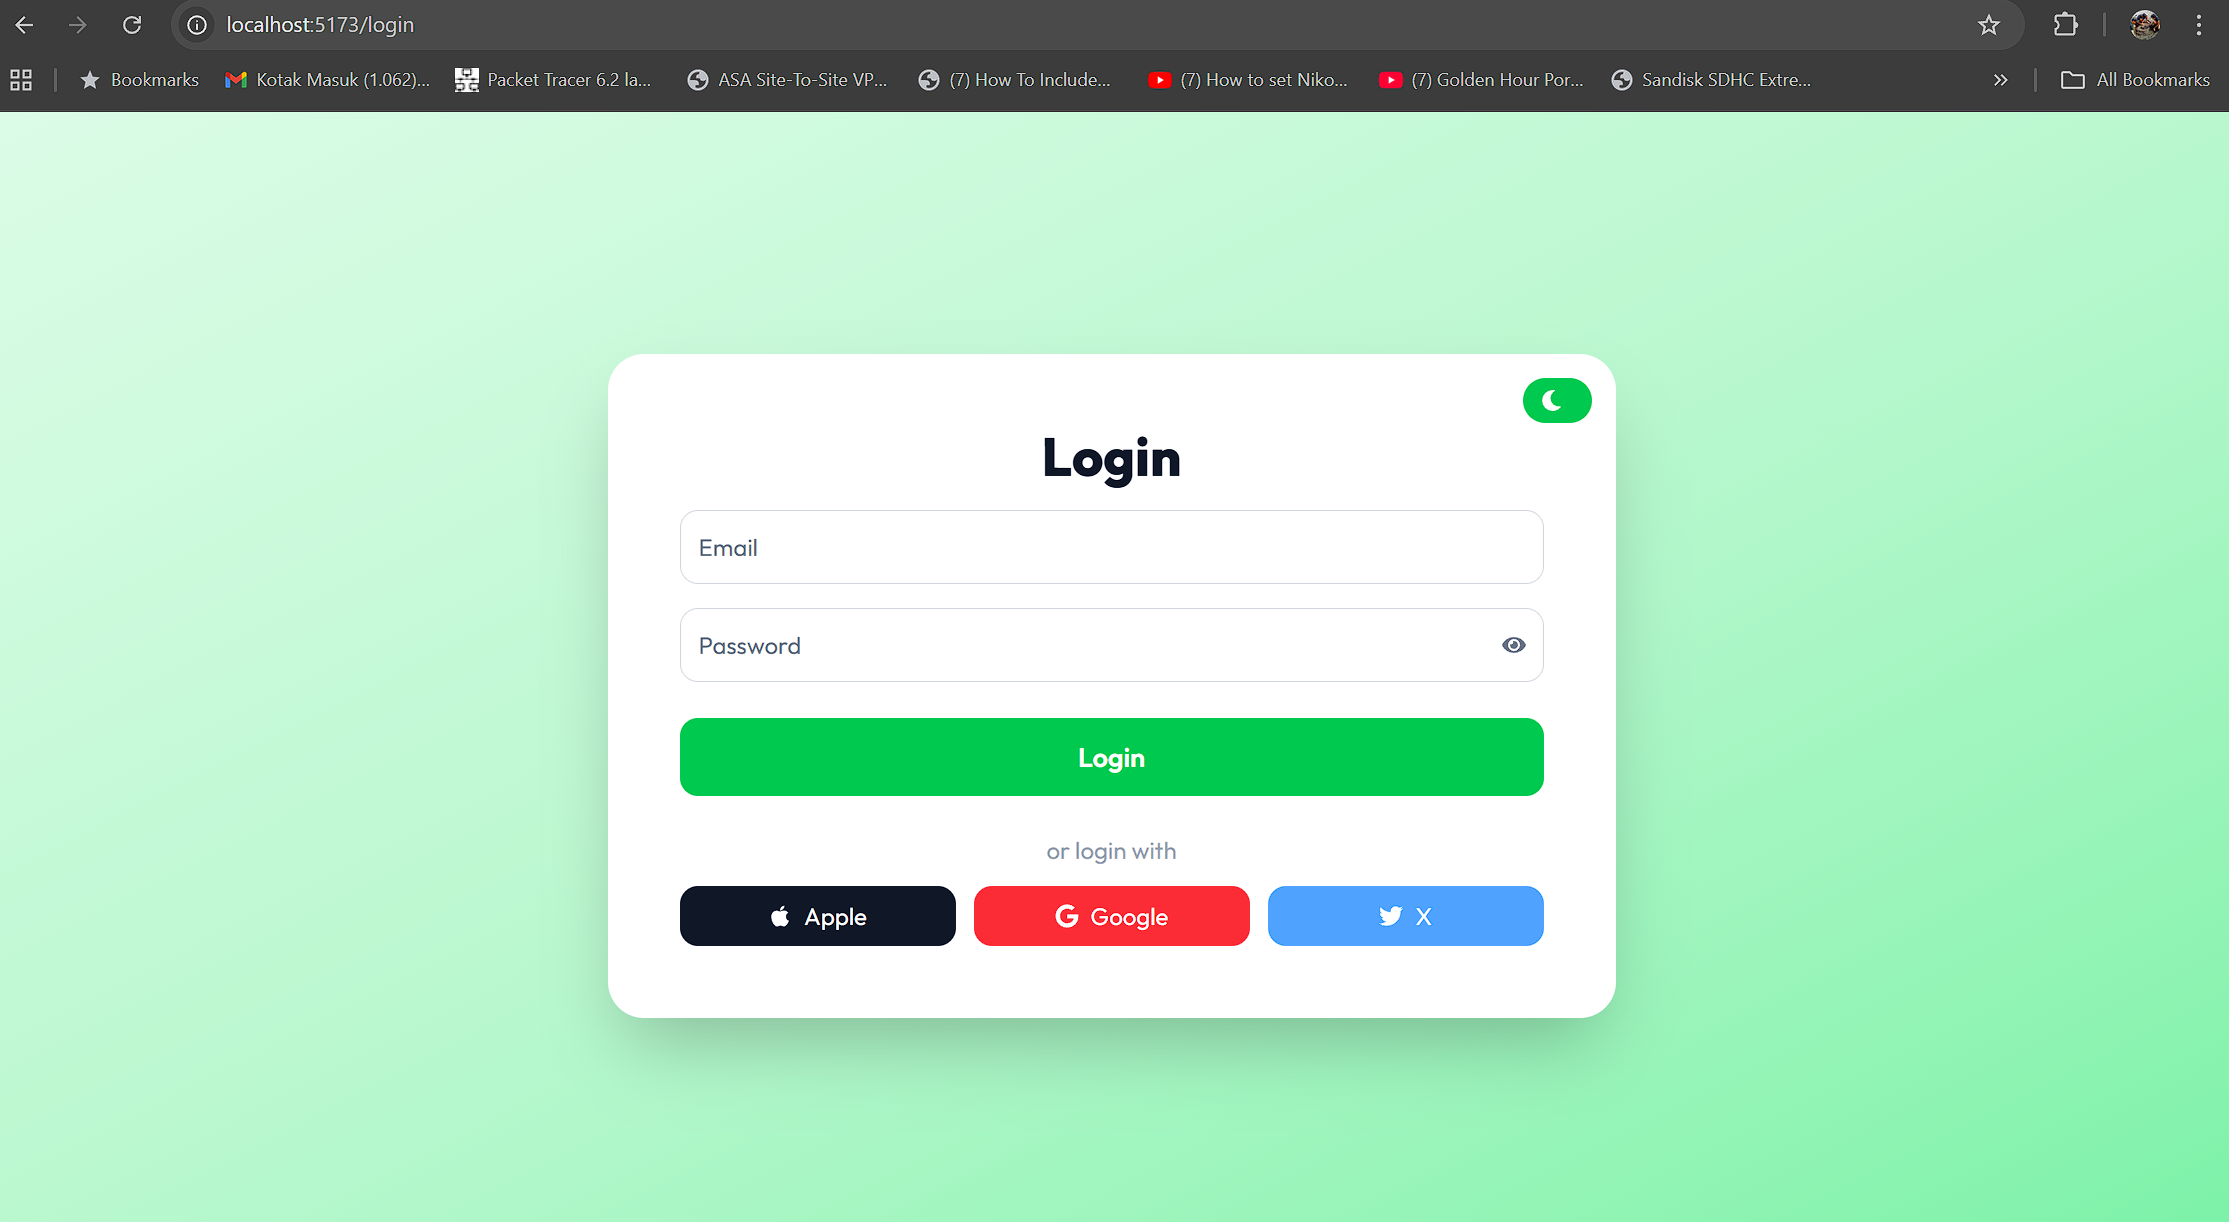 localhost:5173/login
Bookmarks
Kotak Masuk (1.062)...
Packet Tracer 6.2 la...
ASA Site-To-Site VP...
(7) How To Include...
(7) How to set Niko...
(7) Golden Hour Por...
Sandisk SDHC Extre...
All Bookmarks
Login
Email
Password
Login
or login with
Apple
Google
X